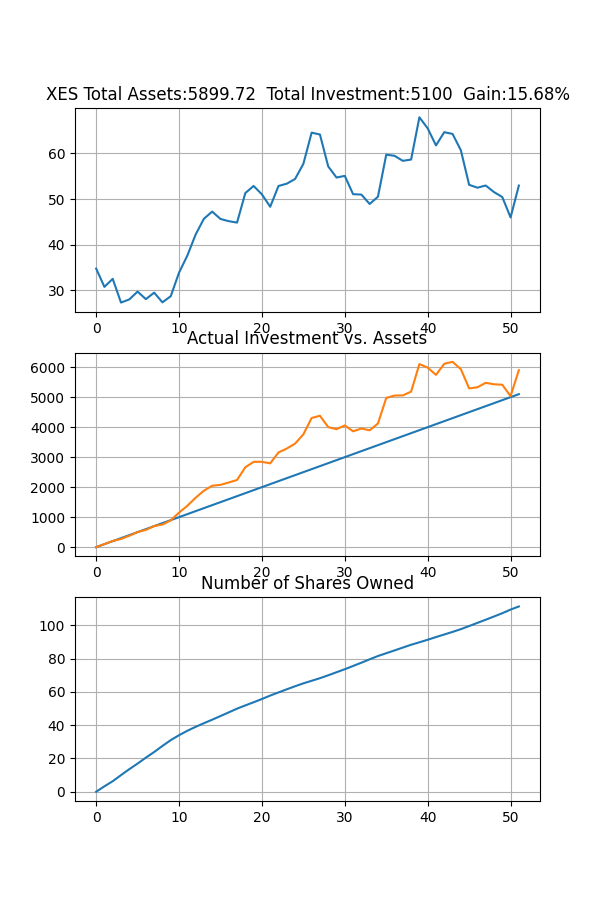 XES Total Assets:5899.72  Total Investment:5100  Gain:15.68%
60
50
40
30
0 10 20 30 40 50
Actual Investment vs. Assets
6000
5000
4000
3000
2000
1000
0
0 10 20 30 40 50
Number of Shares Owned
100
80
60
40
20
0
0 10 20 30 40 50